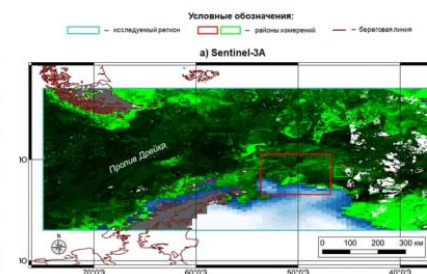 Условные обозначения:
– исследуемый регион – районы измерений – береговая линия
а) Sentinel-3A
Пролив Дрейка
N
0 100 200 300 км
70°0'З 60°0'З 50°0'З 40°0'З